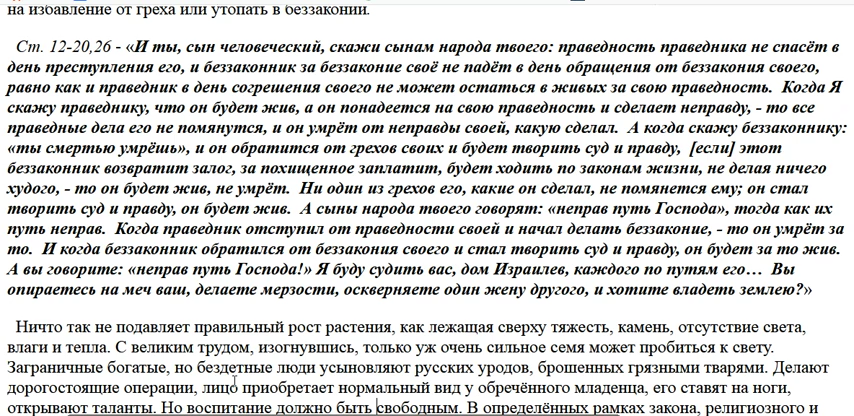 на избавление от греха или утопать в беззаконии.
Ст. 12-20,26 - «И ты, сын человеческий, скажи сынам народа твоего: праведность праведника не спасёт в
день преступления его, и беззаконник за беззаконие своё не падёт в день обращения от беззакония своего,
равно как и праведник в день согрешения своего не может остаться в живых за свою праведность. Когда Я
скажу праведнику, что он будет жив, а он понадеется на свою праведность и сделает неправду, - то все
праведные дела его не помянутся, и он умрёт от неправды своей, какую сделал. А когда скажу беззаконнику:
«ты смертью умрёшь», и он обратится от грехов своих и будет творить суд и правду, [если] этот
беззаконник возвратит залог, за похищенное заплатит, будет ходить по законам жизни, не делая ничего
худого, - то он будет жив, не умрёт. Ни один из грехов его, какие он сделал, не помянется ему; он стал
творить суд и правду, он будет жив. А сыны народа твоего говорят: «неправ путь Господа», тогда как их
путь неправ. Когда праведник отступил от праведности своей и начал делать беззаконие, - то он умрёт за
то. И когда беззаконник обратился от беззакония своего и стал творить суд и правду, он будет за то жив.
А вы говорите: «неправ путь Господа!» Я буду судить вас, дом Израилев, каждого по путям его… Вы
опираетесь на меч ваш, делаете мерзости, оскверняете один жену другого, и хотите владеть землею?»
Ничто так не подавляет правильный рост растения, как лежащая сверху тяжесть, камень, отсутствие света,
влаги и тепла. С великим трудом, изогнувшись, только уж очень сильное семя может пробиться к свету.
Заграничные богатые, но бездетные люди усыновляют русских уродов, брошенных грязными тварями. Делают
дорогостоящие операции, лицо приобретает нормальный вид у обречённого младенца, его ставят на ноги,
открывают таланты. Но воспитание должно быть свободным. В определённых рамках закона, религиозного и